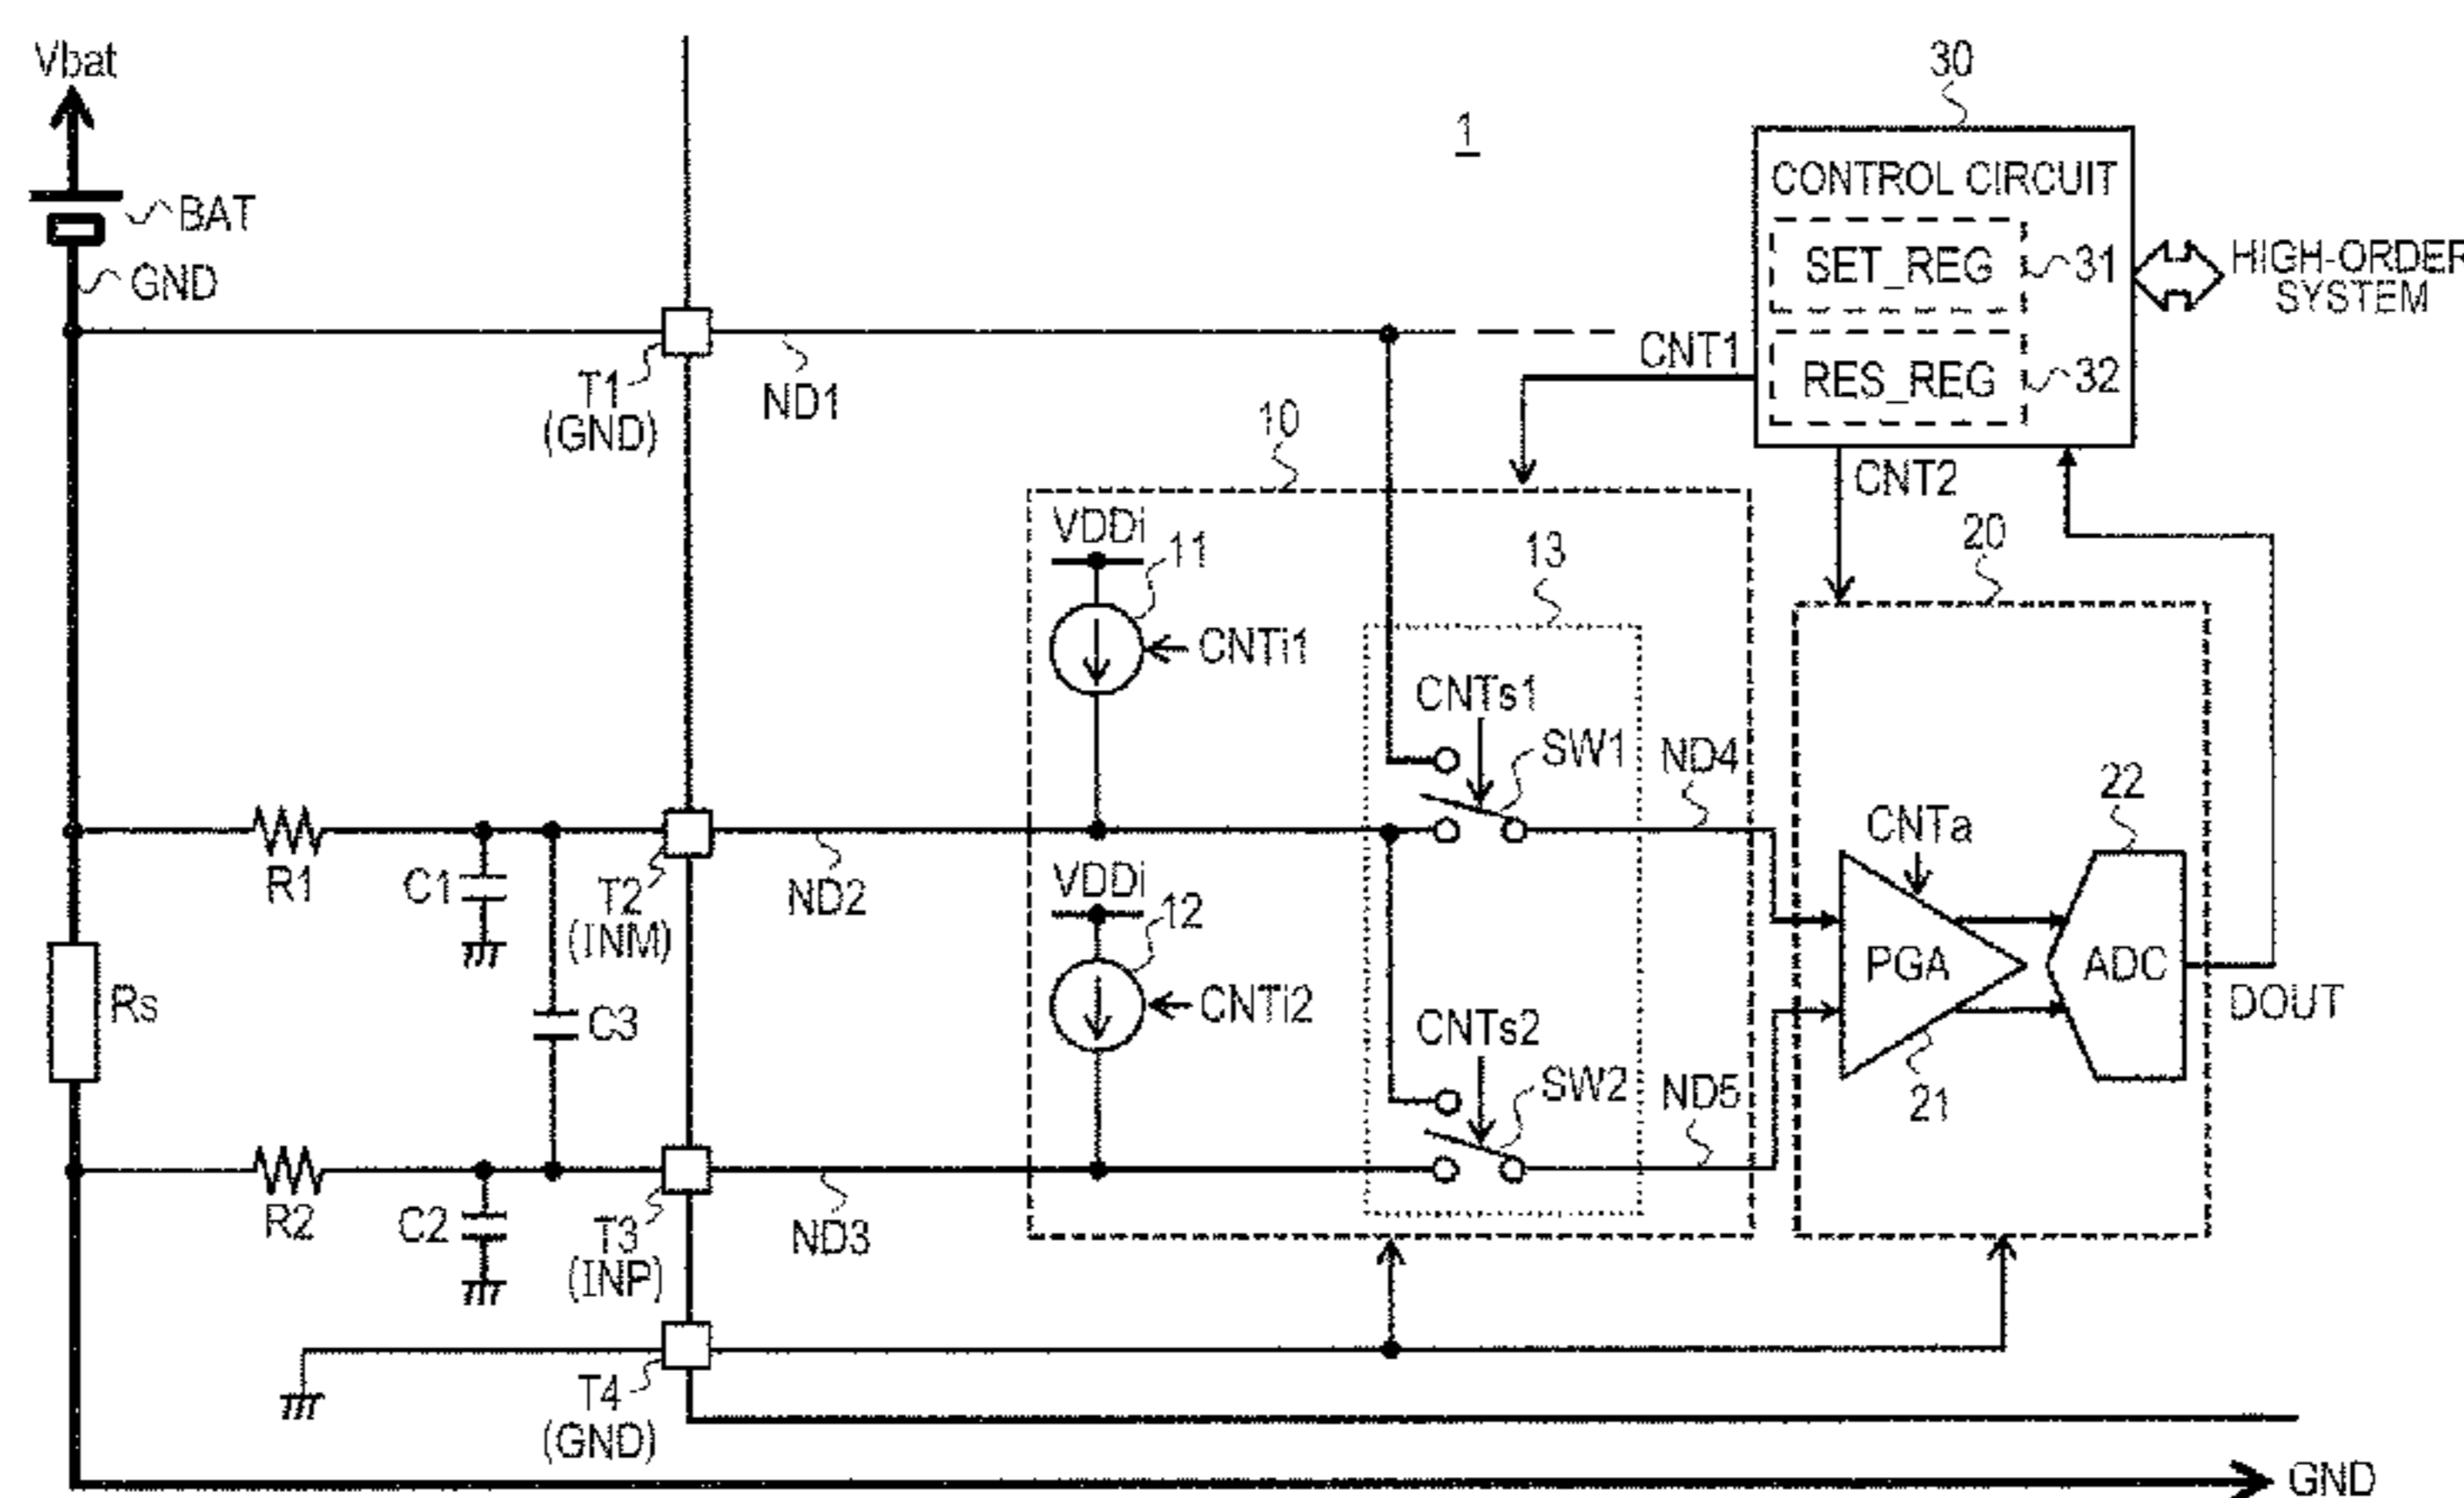 Vbat
30
1
CONTROL CIRCUIT
BAT
SET_REG
31
HIGH-ORDER
SYSTEM
GND
CNT1
RES_REG
32
T1
(GND)
ND1
10
CNT2
VDDi
11
13
20
CNTi1
CNTs1
SW1
ND4
22
CNTa
R1
C1
T2
(INM)
ND2
VDDi
12
PGA
ADC
Rs
C3
CNTi2
CNTs2
DOUT
SW2
ND5
21
R2
C2
T3
(INP)
ND3
T4
(GND)
GND